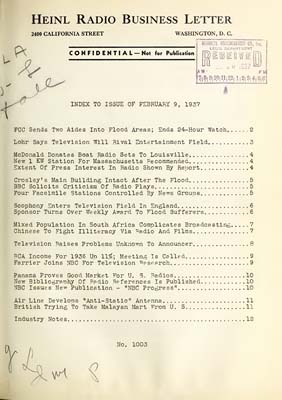 HEINL RADIO BUSINESS LETTER
2400 CALIFORNIA STREET WASHINGTON, D. C.
CONFIDENTIAL — Not for Publication
RECEIVED
INDEX TO ISSUE OF FEBRUARY 9, 1937
FCC Sends Two Aides Into Flood Areas; Ends 24-Hour Watch.....2
Lohr Says Television Will Rival Entertainment Field..........3
McDonald Donates Boat Radio Sets To Louisville...............4
New 1 KW Station For Massachusetts Recommended...............4
Extent Of Press Interest In Radio Shown By Report............4
Crosley's Main Building Intact After The Flood...............5
BBC Solicits Criticism Of Radio Plays........................5
Four Facsimile Stations Controlled By News Groups............5
Scophony Enters Television Field In England..................6
Sponsor Turns Over Weekly Award To Flood Sufferers...........6
Mixed Population In South Africa Complicates Broadcasting....7
Chinese To Fight Illiteracy Via Radio And Films..............7
Television Raises Problems Unknown To Announcer..............8
RCA Income For 1936 Up 11%; Meeting Is Called................9
Farrier Joins NBC For Television Research....................9
Panama Proves Good Market For U. S. Radios..................10
New Bibliography Of Radio References Is Published...........10
NBC Issues New Publication - "NBC Progress".................10
Air Line Develops "Anti-Static" Antenna.....................11
British Trying To Take Malayan Mart From U. S...............11
Industry Notes..............................................12
No. 1003